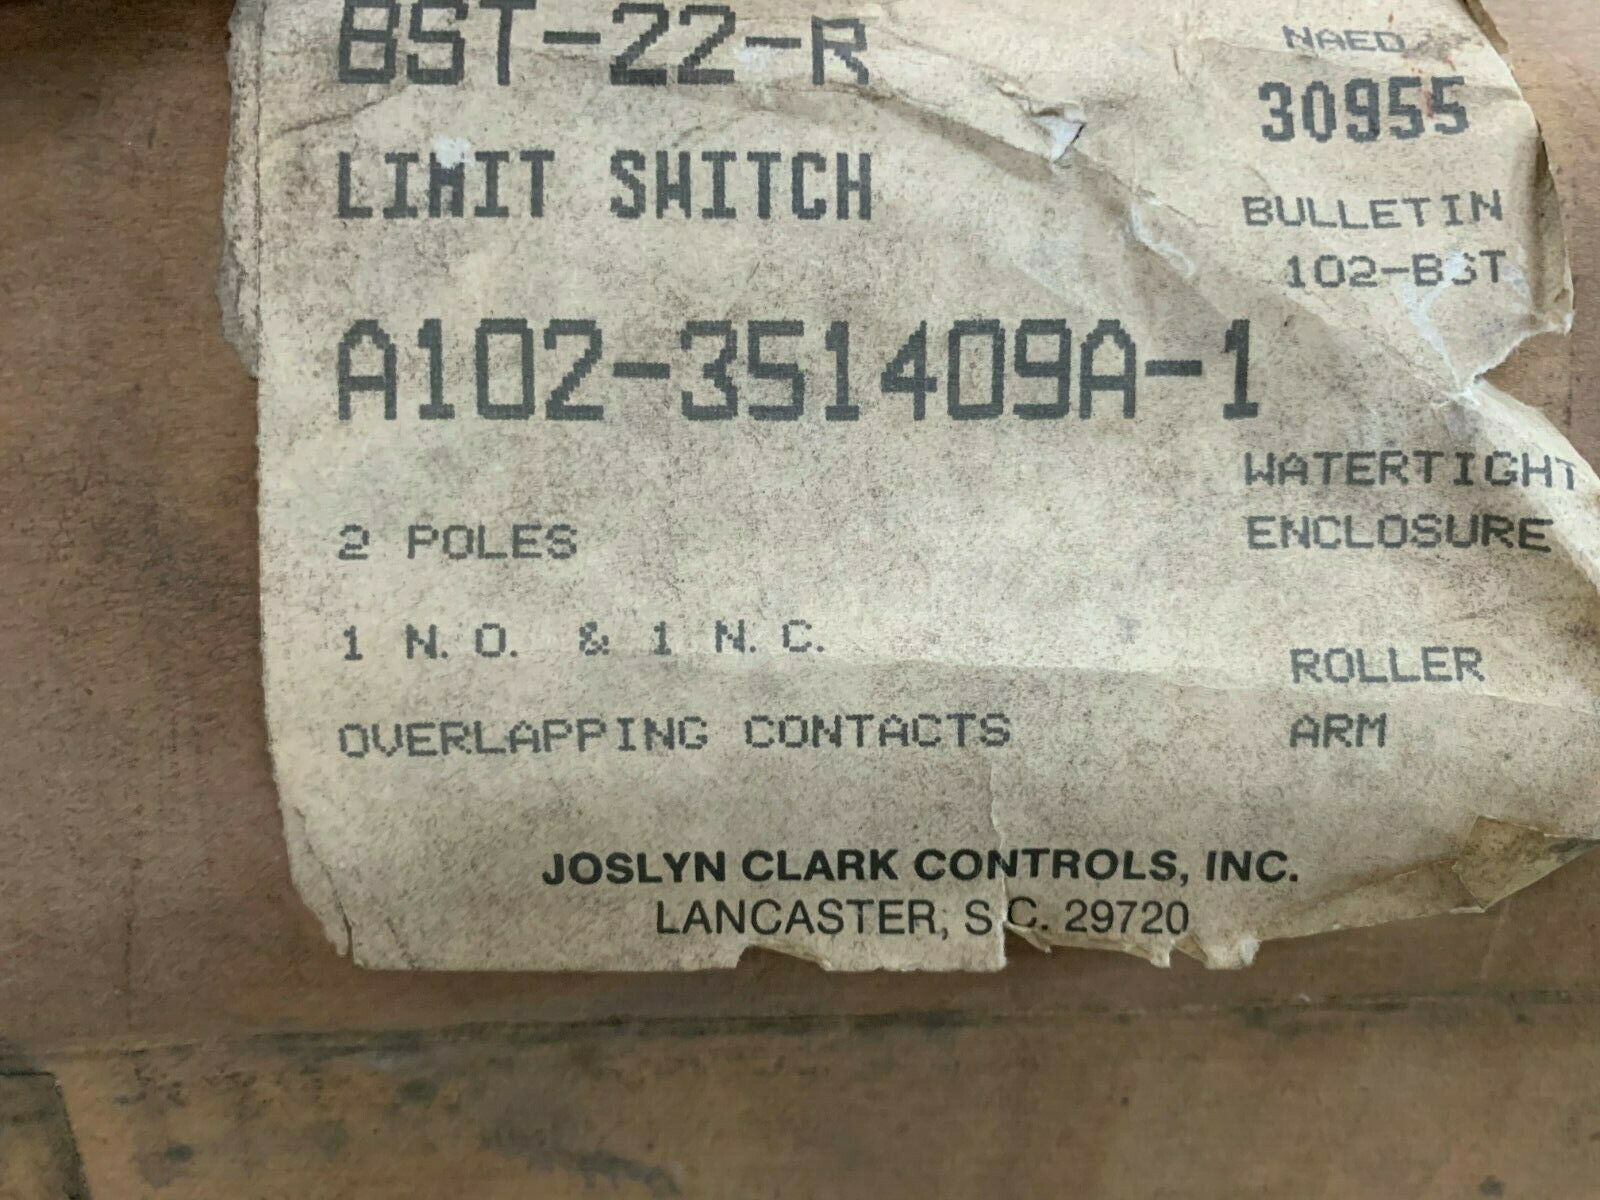 BST-22-R
NAED
30955
LIMIT SWITCH
BULLETIN
102-BST
A102-351409A-1
WATERTIGHT
ENCLOSURE
2 POLES
1 N.O. & 1 N.C.
ROLLER
ARM
OVERLAPPING CONTACTS
JOSLYN CLARK CONTROLS, INC.
LANCASTER, S.C. 29720